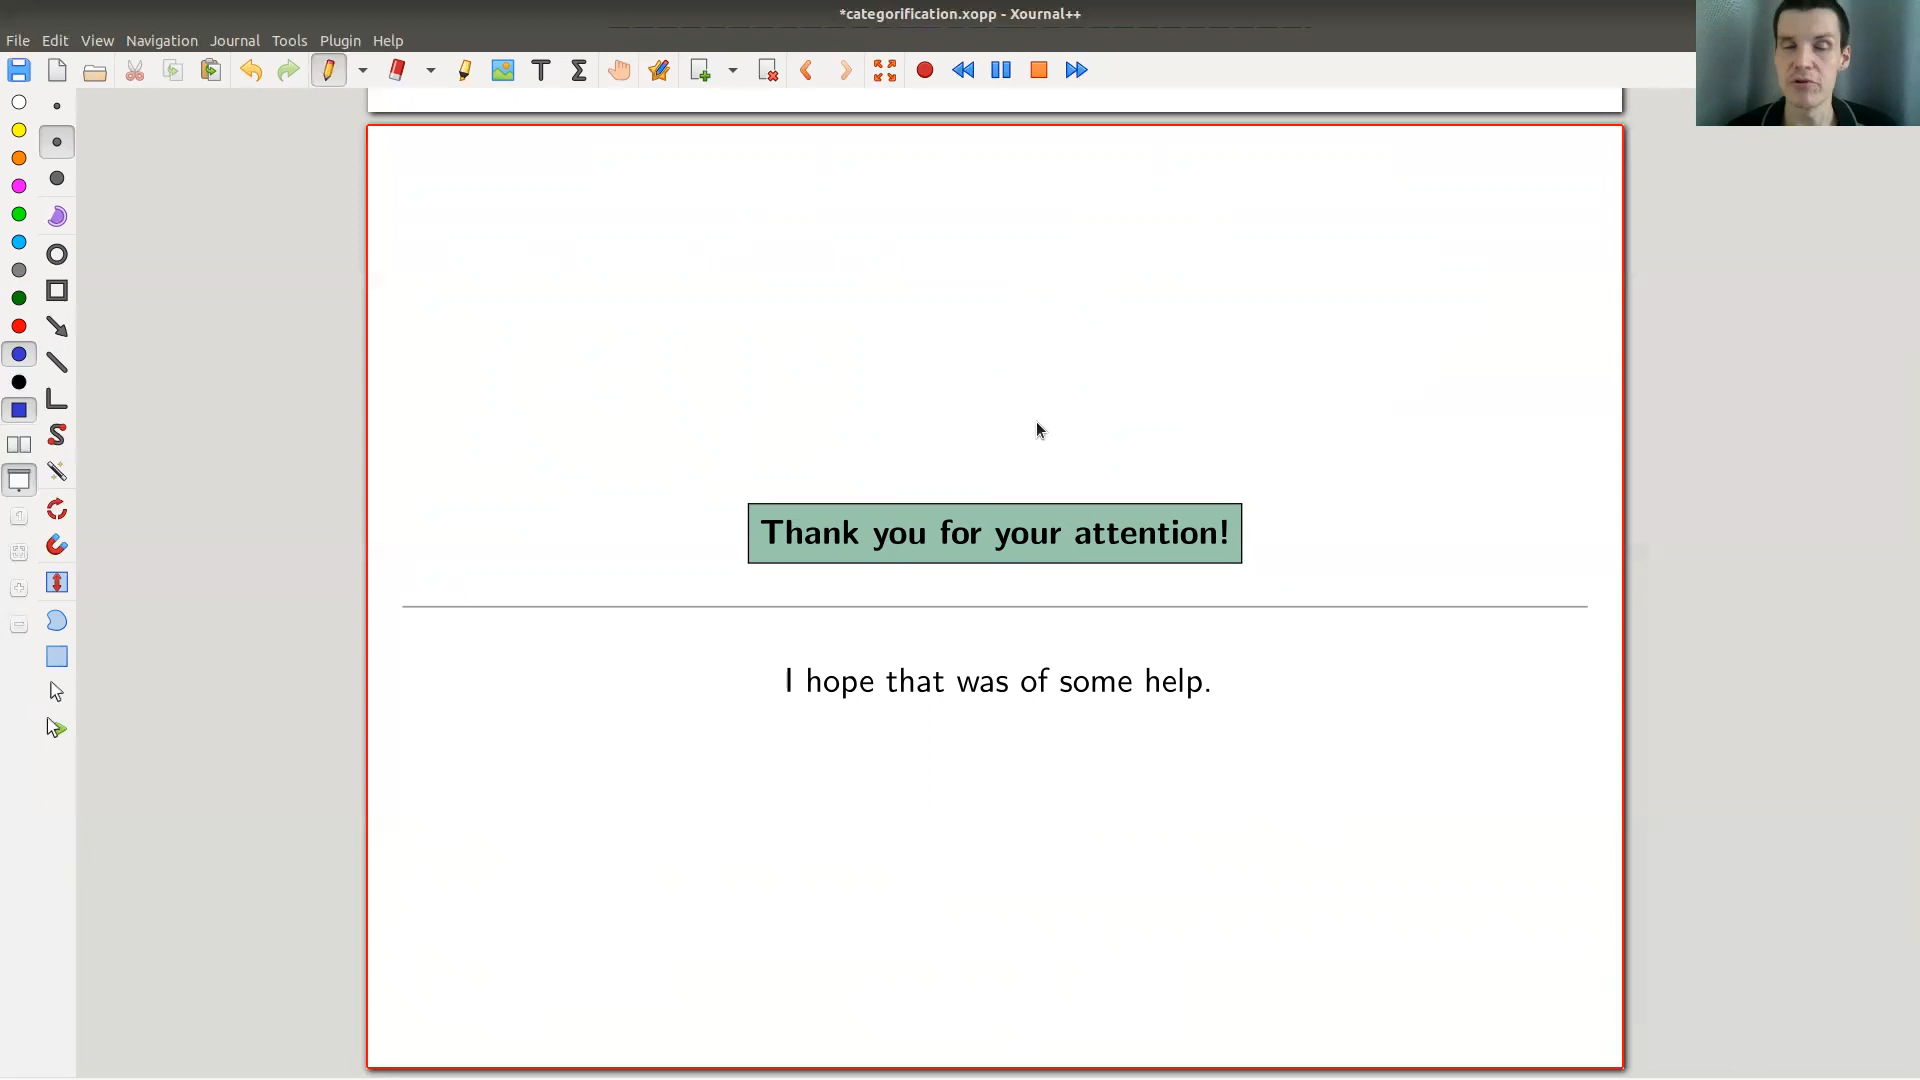 *categorification.xopp - Xournal++
File Edit View Navigation Journal Tools Plugin Help
Thank you for your attention!
I hope that was of some help.